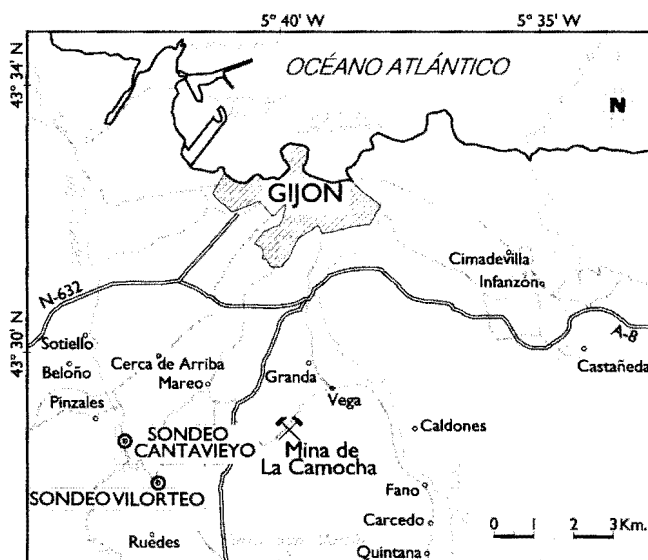 5° 40' W
5° 35' W
43° 34' N
OCÉANO ATLÁNTICO
N
GIJON
Cimadevilla
Infanzón
N-632
A-8
43° 30' N
Sotiello
Beloño
Cerca de Arriba
Mareo
Granda
Castañeda
Pinzales
Vega
Caldones
SONDEO
CANTAVIEYO
Mina de
La Camocha
SONDEO VILORTEO
Fano
Carcedo
Ruedes
Quintana
0 1 2 3 Km.